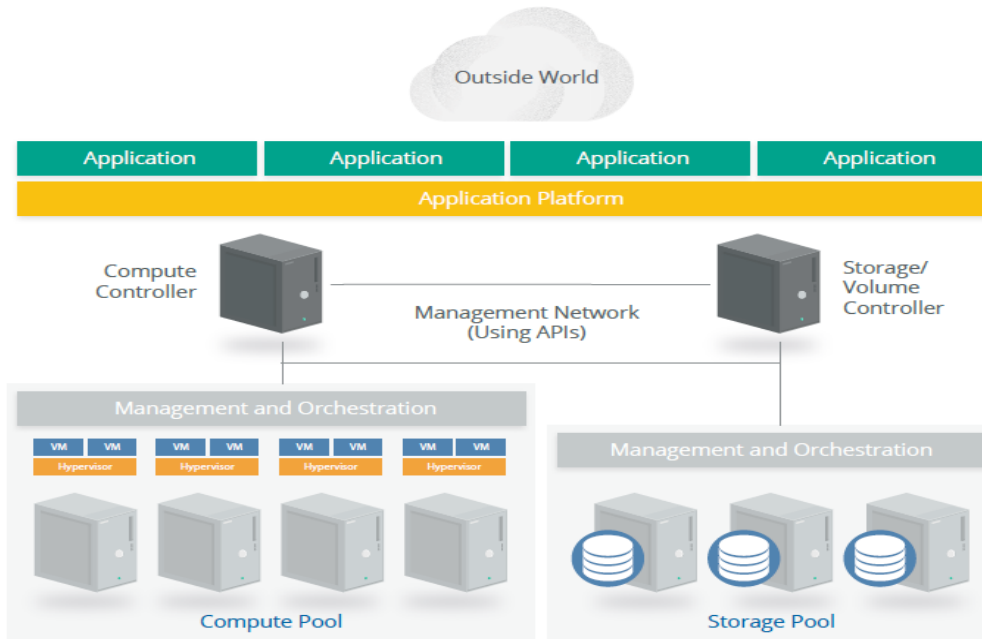 Outside World
Application Application Application Application
Application Platform
Compute
Controller
Storage/
Volume
Controller
Management Network
(Using APIs)
Management and Orchestration
VM VM VM VM VM VM VM VM
Hypervisor Hypervisor Hypervisor Hypervisor
Compute Pool
Management and Orchestration
Storage Pool